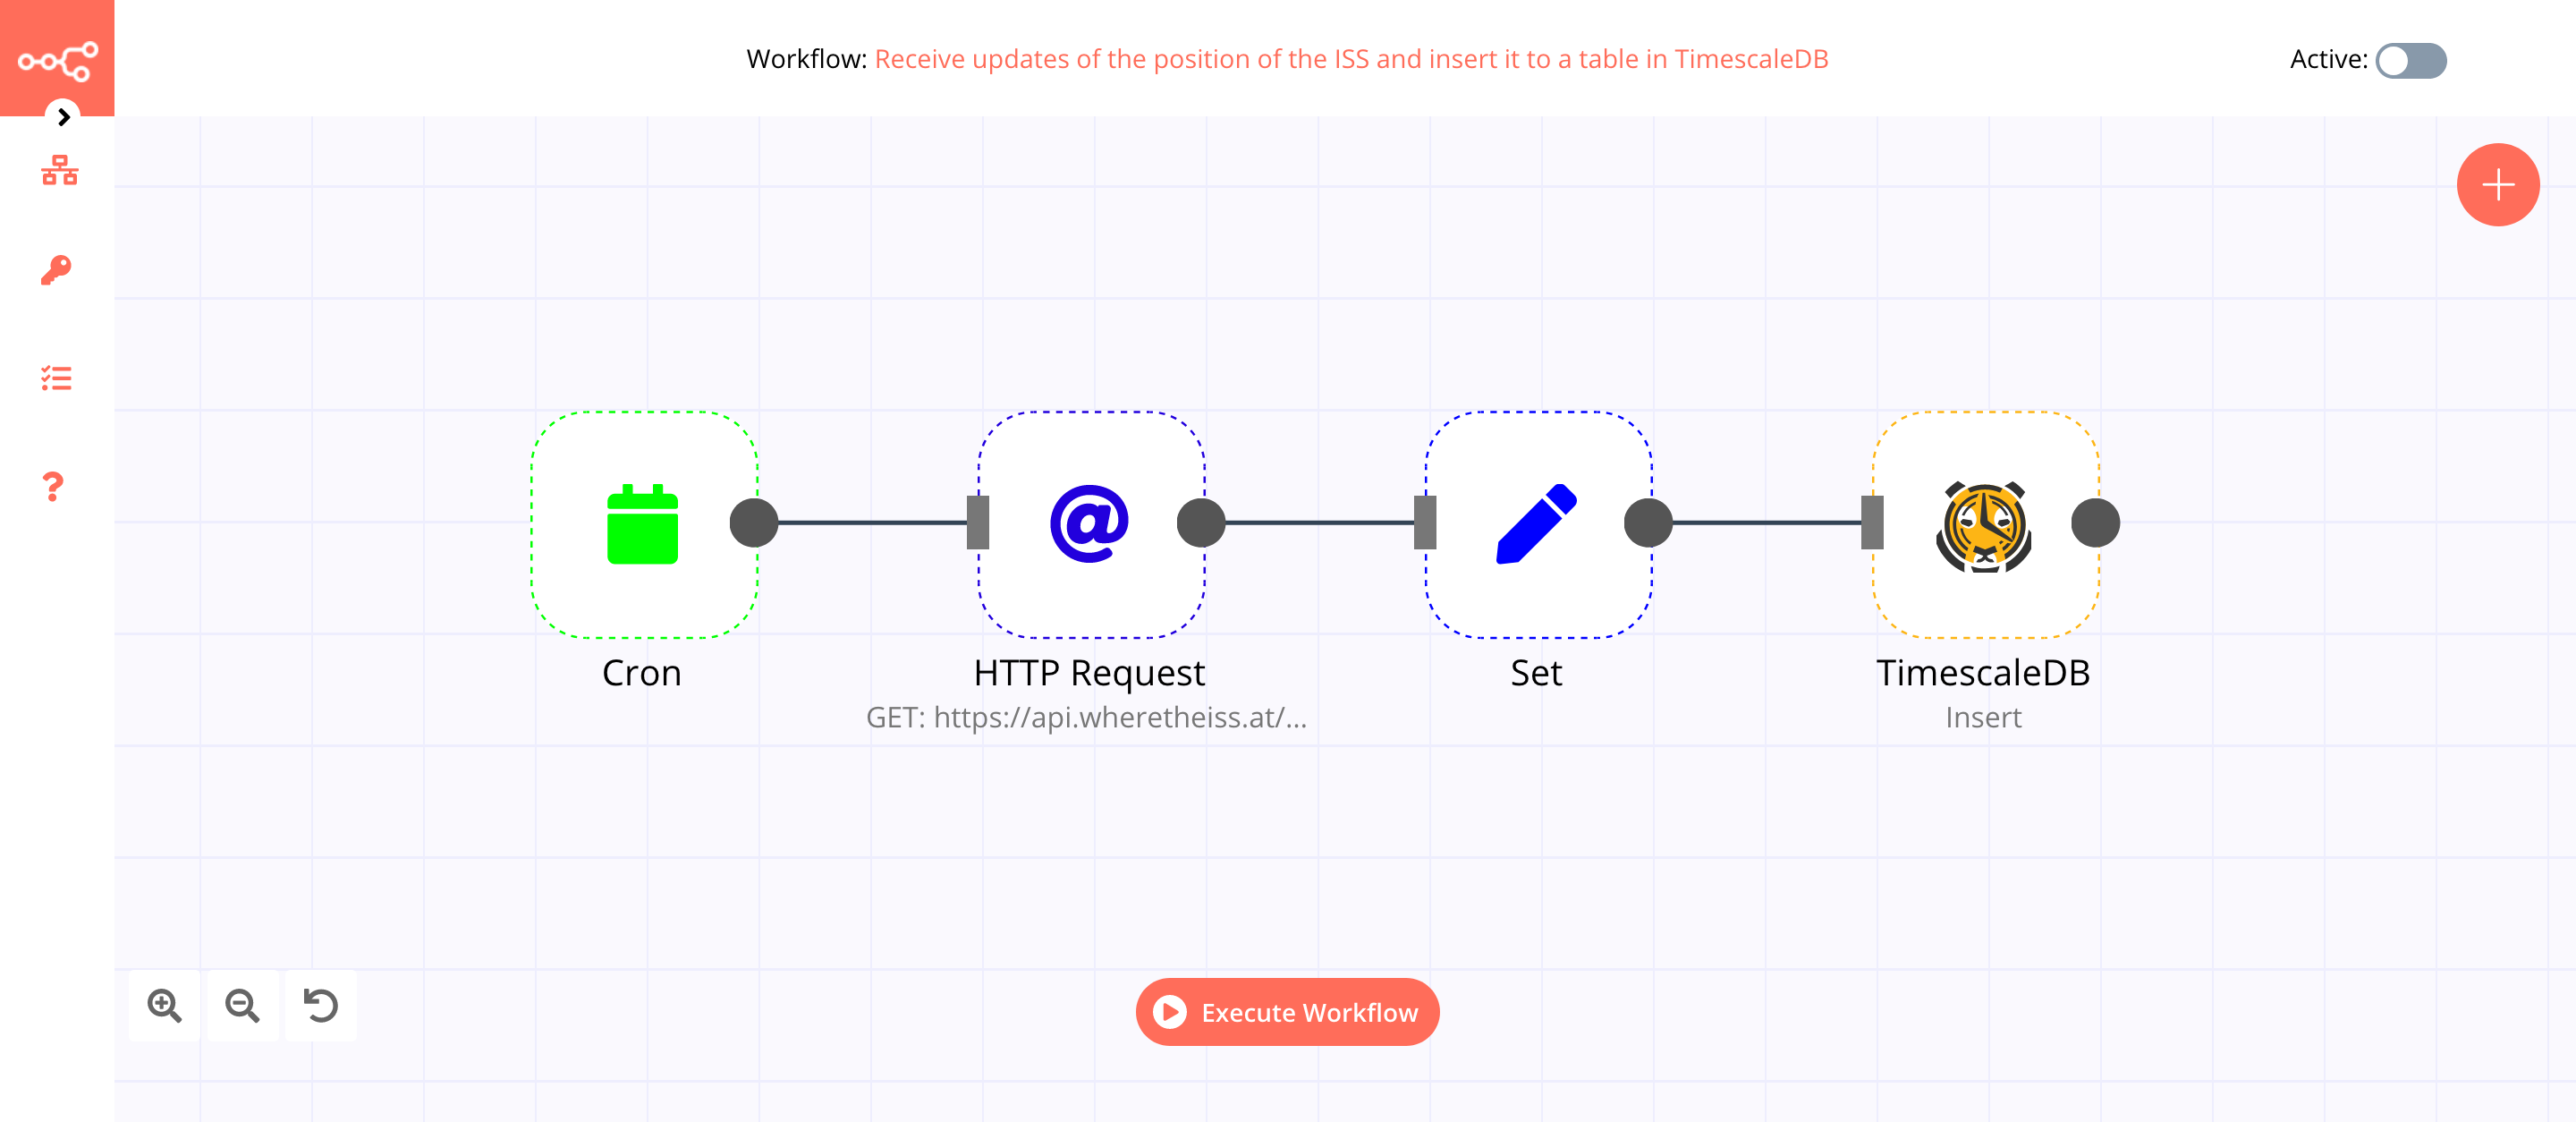 Workflow: Receive updates of the position of the ISS and insert it to a table in TimescaleDB
Active:
Cron
HTTP Request
GET: https://api.wheretheiss.at/...
Set
TimescaleDB
Insert
Execute Workflow